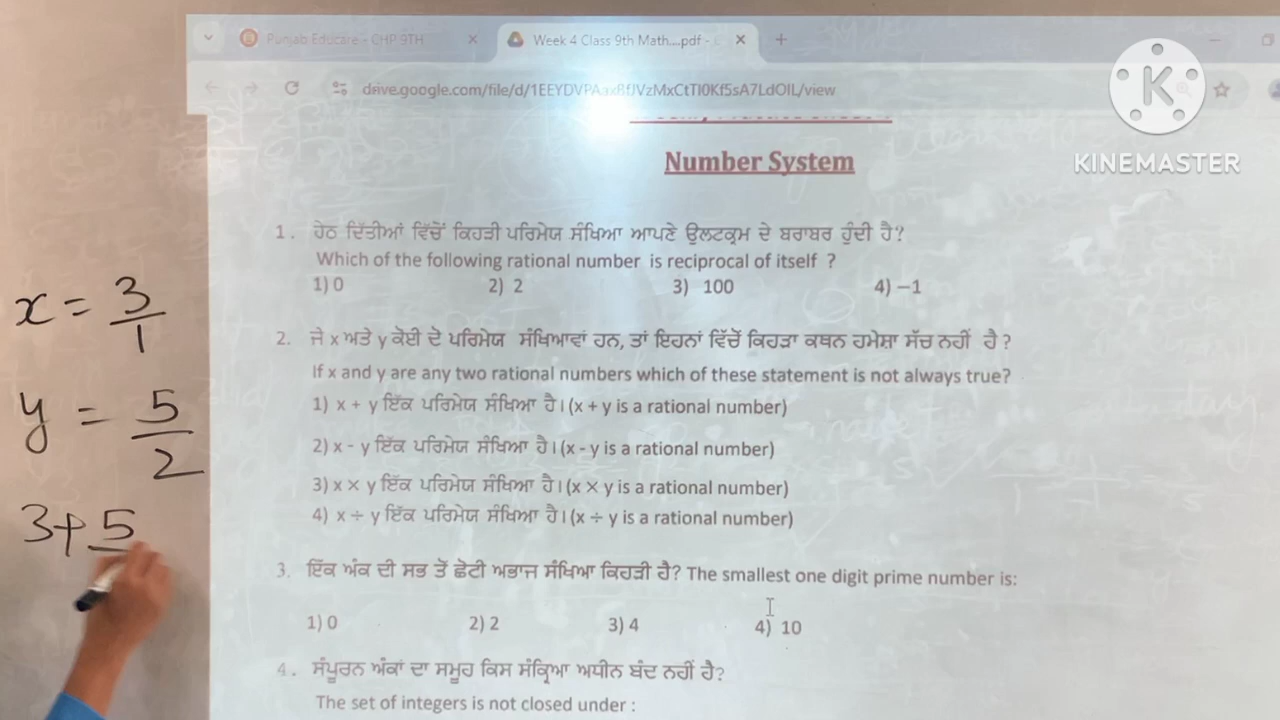 Punjab Educare - CHP 9TH
Week 4 Class 9th Math....pdf -
KINEMASTER
Number System
1. ਹੇਠ ਦਿੱਤੀਆਂ ਵਿੱਚੋਂ ਕਿਹੜੀ ਪਰਿਮੇਯ ਸੰਖਿਆ ਆਪਣੇ ਉਲਟਕ੍ਰਮ ਦੇ ਬਰਾਬਰ ਹੁੰਦੀ ਹੈ?
Which of the following rational number is reciprocal of itself ?
1) 0 2) 2 3) 100 4) −1
2. ਜੇ x ਅਤੇ y ਕੋਈ ਦੋ ਪਰਿਮੇਯ ਸੰਖਿਆਵਾਂ ਹਨ, ਤਾਂ ਇਹਨਾਂ ਵਿੱਚੋਂ ਕਿਹੜਾ ਕਥਨ ਹਮੇਸ਼ਾ ਸੱਚ ਨਹੀਂ ਹੈ ?
If x and y are any two rational numbers which of these statement is not always true?
1) x + y ਇੱਕ ਪਰਿਮੇਯ ਸੰਖਿਆ ਹੈ। (x + y is a rational number)
2) x - y ਇੱਕ ਪਰਿਮੇਯ ਸੰਖਿਆ ਹੈ। (x - y is a rational number)
3) x × y ਇੱਕ ਪਰਿਮੇਯ ਸੰਖਿਆ ਹੈ। (x × y is a rational number)
4) x ÷ y ਇੱਕ ਪਰਿਮੇਯ ਸੰਖਿਆ ਹੈ। (x ÷ y is a rational number)
3. ਇੱਕ ਅੰਕ ਦੀ ਸਭ ਤੋਂ ਛੋਟੀ ਅਭਾਜ ਸੰਖਿਆ ਕਿਹੜੀ ਹੈ? The smallest one digit prime number is:
1) 0 2) 2 3) 4 4) 10
4. ਸੰਪੂਰਨ ਅੰਕਾਂ ਦਾ ਸਮੂਹ ਕਿਸ ਸੰਕ੍ਰਿਆ ਅਧੀਨ ਬੰਦ ਨਹੀਂ ਹੈ?
The set of integers is not closed under :
x = 3/1
y = 5/2
3+5